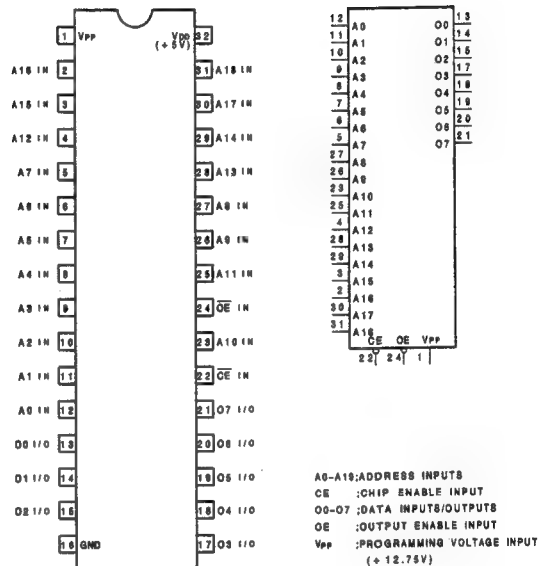 1 VPP VDD 32
(+5V)
A16 IN 2 31 A18 IN
A15 IN 3 30 A17 IN
A12 IN 4 29 A14 IN
A7 IN 5 28 A13 IN
A6 IN 6 27 A8 IN
A5 IN 7 26 A9 IN
A4 IN 8 25 A11 IN
A3 IN 9 24 OE IN
A2 IN 10 23 A10 IN
A1 IN 11 22 CE IN
A0 IN 12 21 O7 I/O
O0 I/O 13 20 O6 I/O
O1 I/O 14 19 O5 I/O
O2 I/O 15 18 O4 I/O
16 GND 17 O3 I/O
12 A0 O0 13
11 A1 O1 14
10 A2 O2 15
9 A3 O3 17
8 A4 O4 18
7 A5 O5 19
6 A6 O6 20
5 A7 O7 21
27 A8
26 A9
23 A10
25 A11
4 A12
28 A13
29 A14
3 A15
2 A16
30 A17
31 A18
CE OE VPP
22 24 1
A0-A18;ADDRESS INPUTS
CE ;CHIP ENABLE INPUT
O0-O7 ;DATA INPUTS/OUTPUTS
OE ;OUTPUT ENABLE INPUT
VPP ;PROGRAMMING VOLTAGE INPUT
(+12.75V)